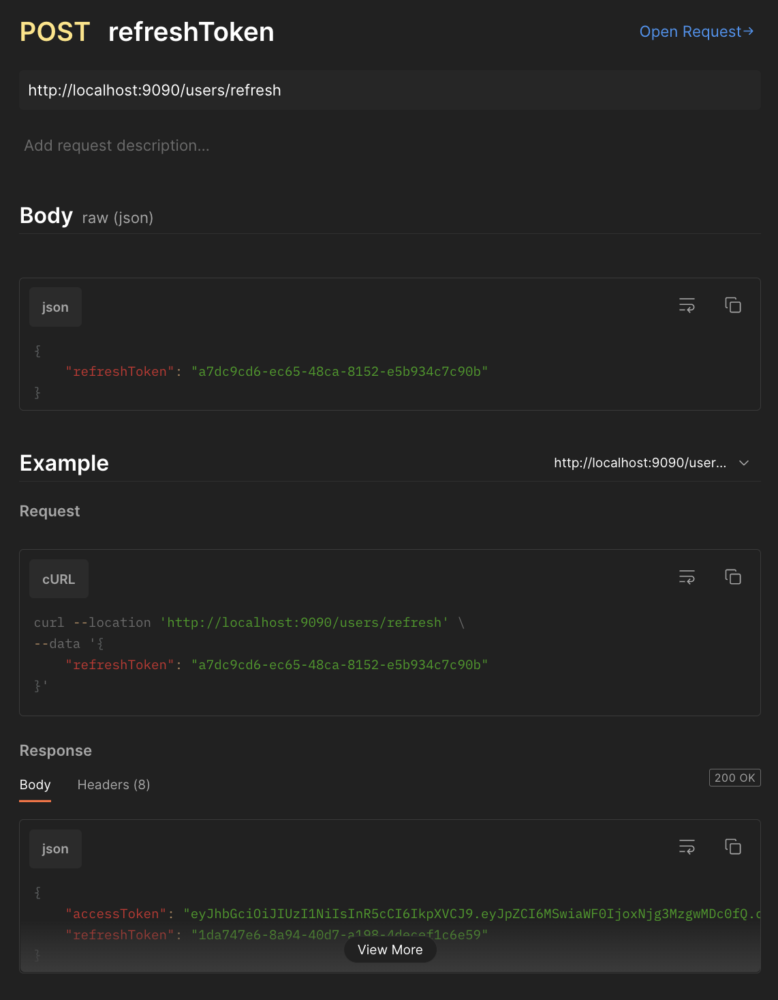 POST refreshToken
Open Request→
http://localhost:9090/users/refresh
Add request description...
Body raw (json)
json
{
"refreshToken": "a7dc9cd6-ec65-48ca-8152-e5b934c7c90b"
}
Example
http://localhost:9090/user...
Request
cURL
curl --location 'http://localhost:9090/users/refresh' \
--data '{
"refreshToken": "a7dc9cd6-ec65-48ca-8152-e5b934c7c90b"
}'
Response
Body Headers (8)
200 OK
json
{
"accessToken": "eyJhbGciOiJIUzI1NiIsInR5cCI6IkpXVCJ9.eyJpZCI6MSwiaWF0IjoxNjg3MzgwMDc0fQ.c
"refreshToken": "1da747e6-8a94-40d7-a198-4decef1c6e59"
View More
}